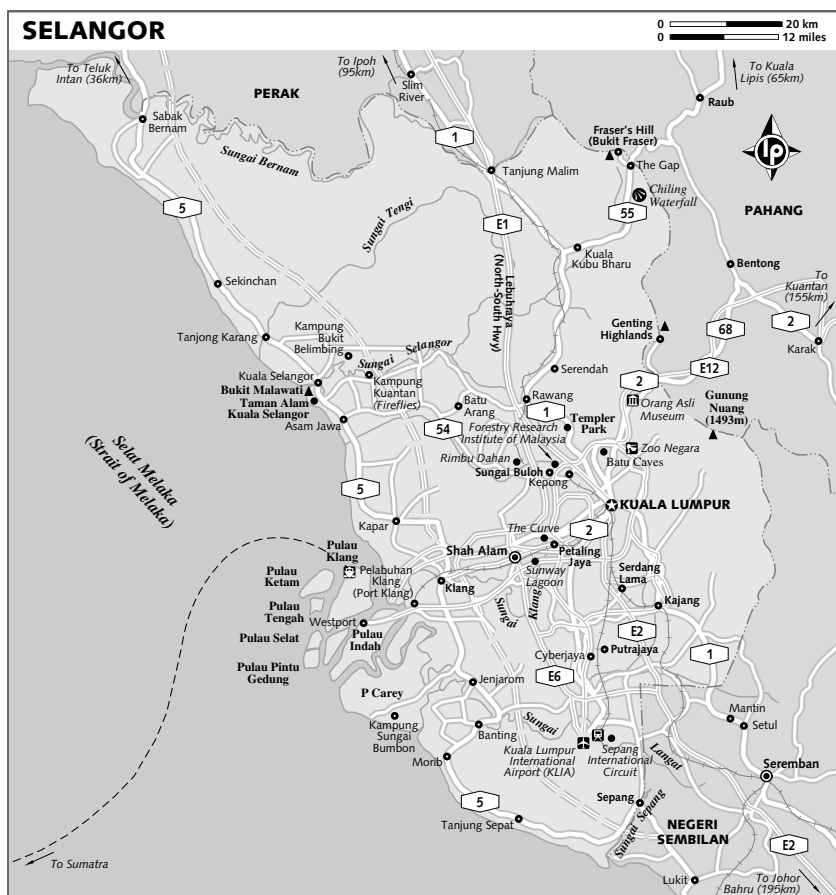 SELANGOR
0 20 km
0 12 miles
To Teluk
Intan (36km)
To Ipoh
(95km)
Slim
River
To Kuala
Lipis (65km)
PERAK
Raub
Sabak
Bernam
1
Fraser's Hill
(Bukit Fraser)
lp
Sungai Bernam
Tanjung Malim
The Gap
Chiling
Waterfall
5
Sungai Tengi
E1
55
PAHANG
Lebuhraya
(North-South Hwy)
Kuala
Kubu Bharu
Bentong
Sekinchan
To
Kuantan
(155km)
Tanjong Karang
Kampung
Bukit
Belimbing
Genting
Highlands
68
2
Karak
Sungai Selangor
E12
Kuala Selangor
Bukit Malawati
Taman Alam
Kuala Selangor
Kampung
Kuantan
(Fireflies)
Serendah
2
Batu
Arang
Rawang
Orang Asli
Museum
Gunung
Nuang
(1493m)
Asam Jawa
54
1
Templer
Park
Forestry Research
Institute of Malaysia
Rimbu Dahan
Zoo Negara
Batu Caves
Sungai Buloh
Kepong
Selat Melaka
(Strait of Melaka)
5
KUALA LUMPUR
Kapar
2
The Curve
Shah Alam
Petaling
Jaya
Pulau
Klang
Pulau
Ketam
Pelabuhan
Klang
(Port Klang)
Klang
Sunway
Lagoon
Serdang
Lama
Sungai Klang
Kajang
Pulau
Tengah
Westport
Pulau Selat
Pulau
Indah
E2
1
Pulau Pintu
Gedung
Cyberjaya
Putrajaya
E6
P Carey
Jenjarom
Mantin
Setul
Kampung
Sungai
Bumbon
Banting
Sungai Langat
Kuala Lumpur
International
Airport (KLIA)
Sepang
International
Circuit
Morib
Seremban
5
Sepang
Sungai Sepang
Tanjung Sepat
NEGERI
SEMBILAN
E2
To Sumatra
Lukit
To Johor
Bahru (195km)